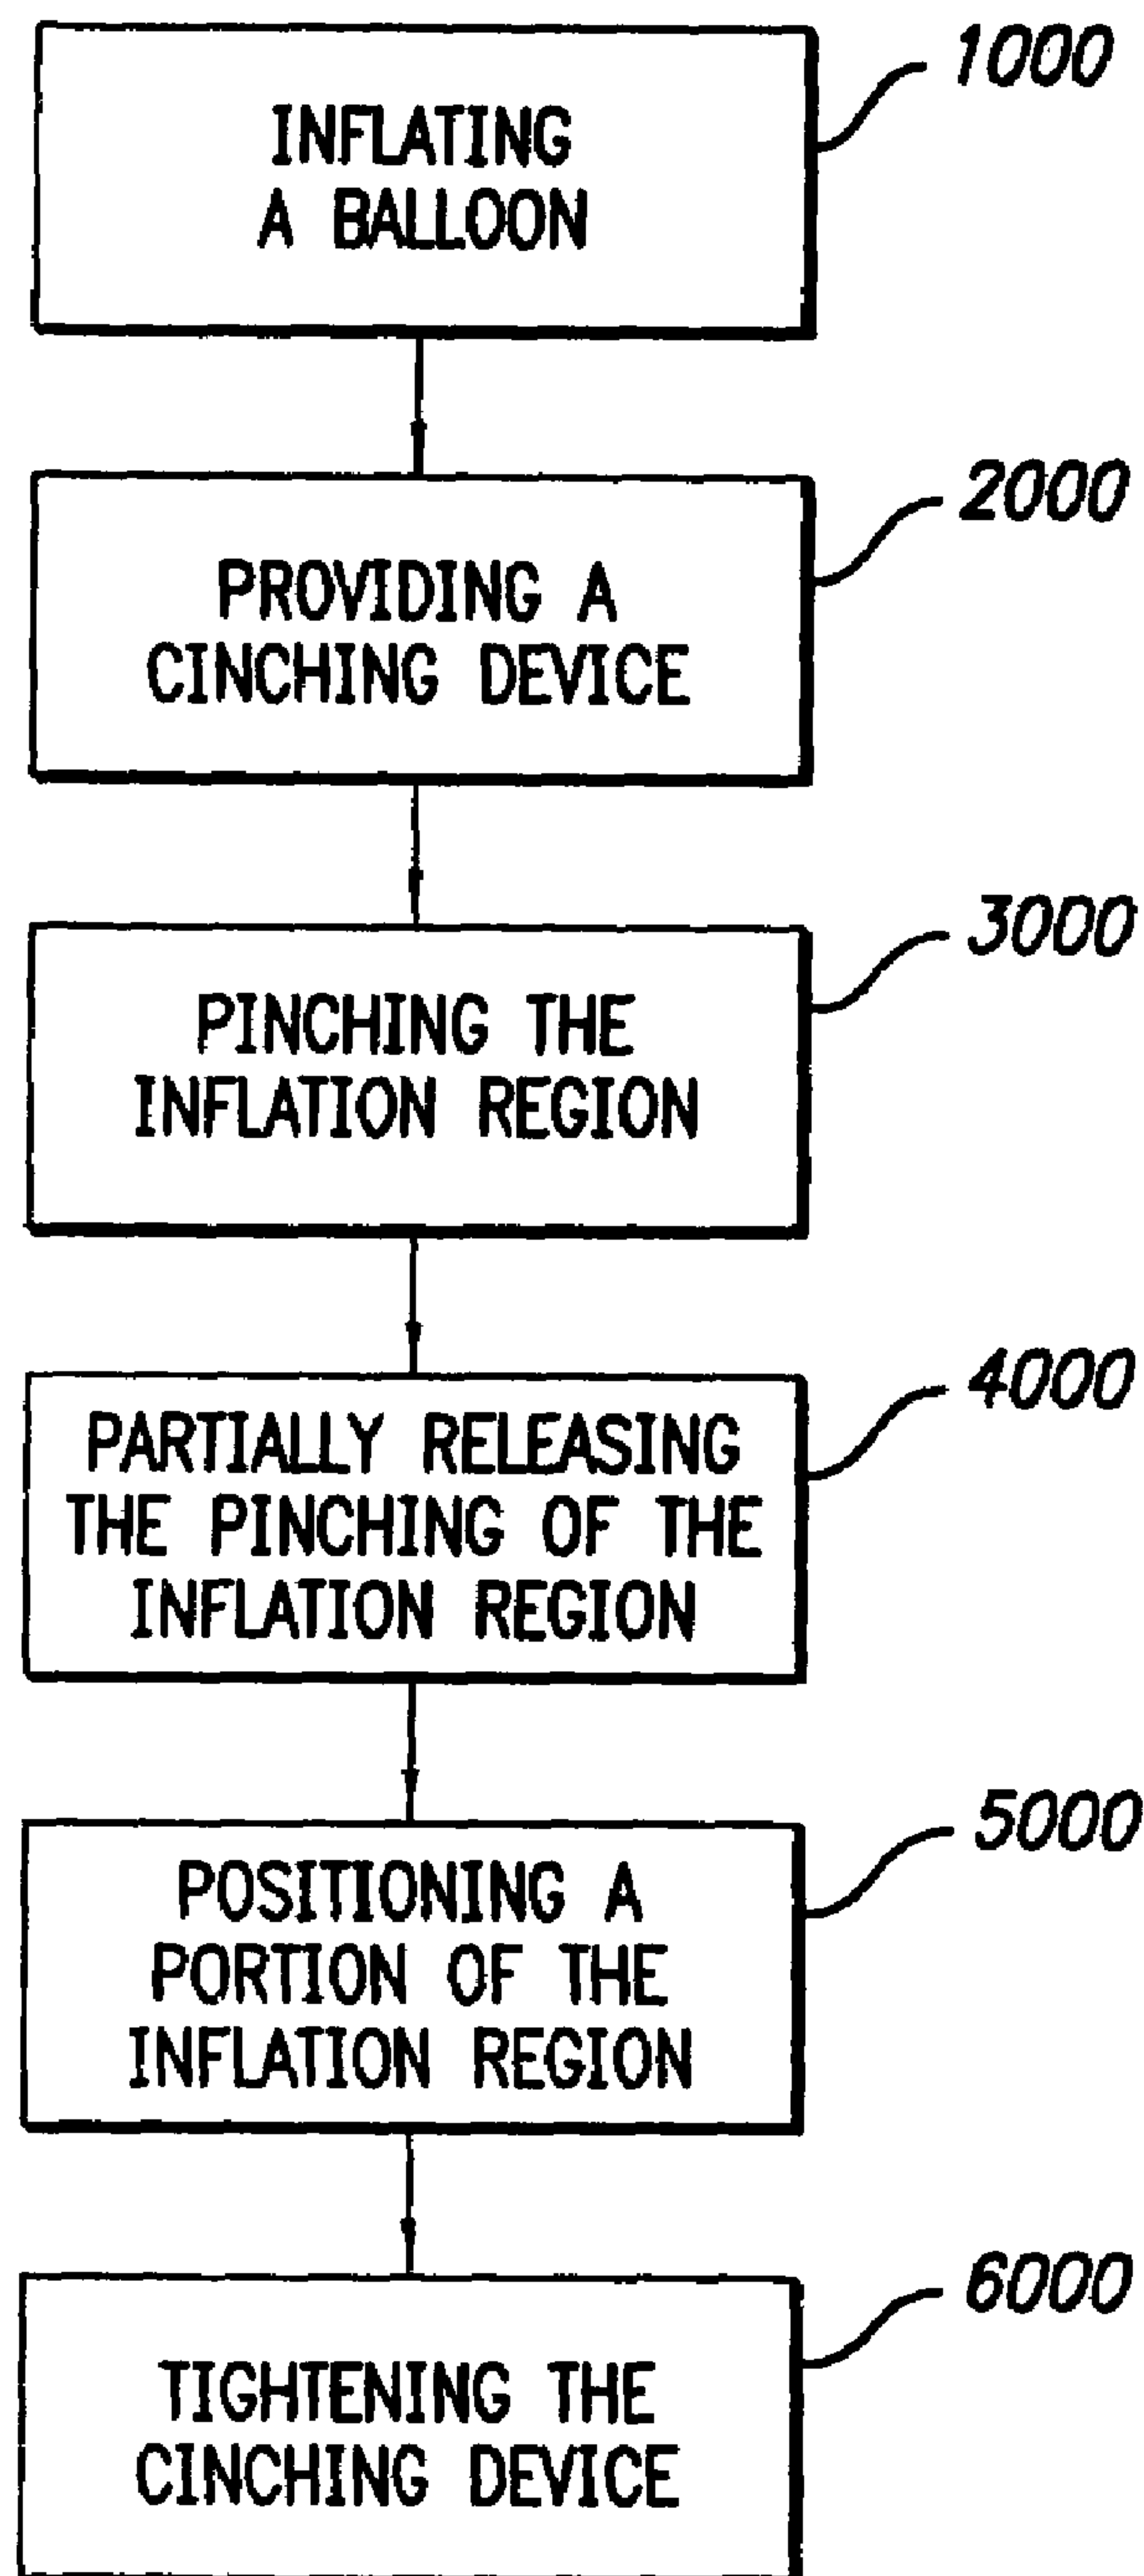 1000
INFLATING
A BALLOON
2000
PROVIDING A
CINCHING DEVICE
3000
PINCHING THE
INFLATION REGION
4000
PARTIALLY RELEASING
THE PINCHING OF THE
INFLATION REGION
5000
POSITIONING A
PORTION OF THE
INFLATION REGION
6000
TIGHTENING THE
CINCHING DEVICE